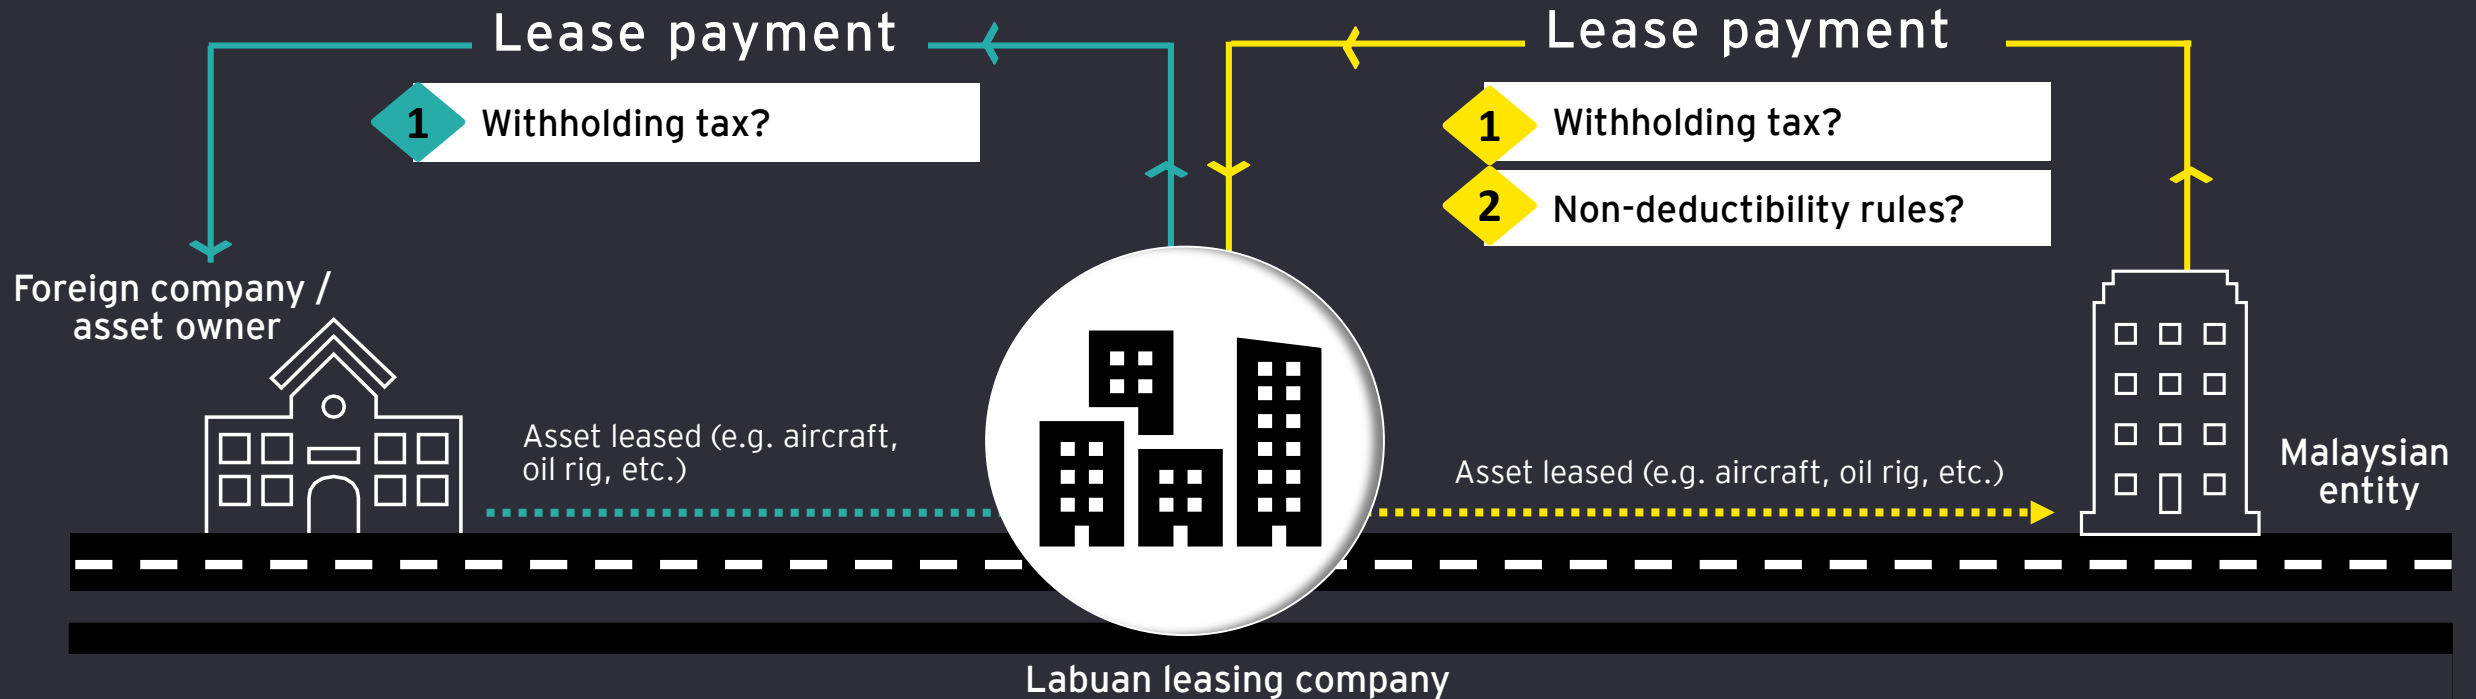 Lease payment
1
Withholding tax?
Lease payment
1
Withholding tax?
2
Non-deductibility rules?
Foreign company /
asset owner
Asset leased (e.g. aircraft,
oil rig, etc.)
Asset leased (e.g. aircraft, oil rig, etc.)
Malaysian
entity
Labuan leasing company